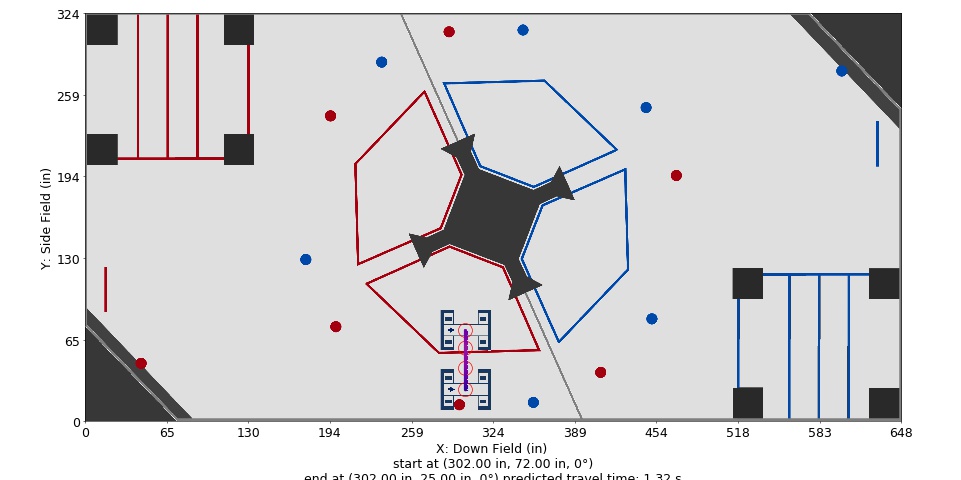 324
259
194
130
65
0
Y: Side Field (in)
0 65 130 194 259 324 389 454 518 583 648
X: Down Field (in)
start at (302.00 in, 72.00 in, 0°)
end at (302.00 in, 25.00 in, 0°) predicted travel time: 1.32 s